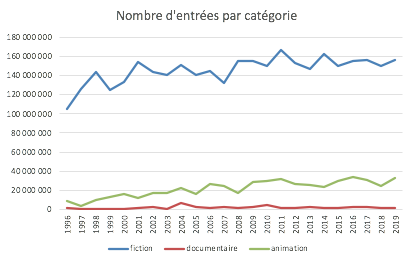 Nombre d'entrées par catégorie
180 000 000
160 000 000
140 000 000
120 000 000
100 000 000
80 000 000
60 000 000
40 000 000
20 000 000
0
1996 1997 1998 1999 2000 2001 2002 2003 2004 2005 2006 2007 2008 2009 2010 2011 2012 2013 2014 2015 2016 2017 2018 2019
fiction documentaire animation